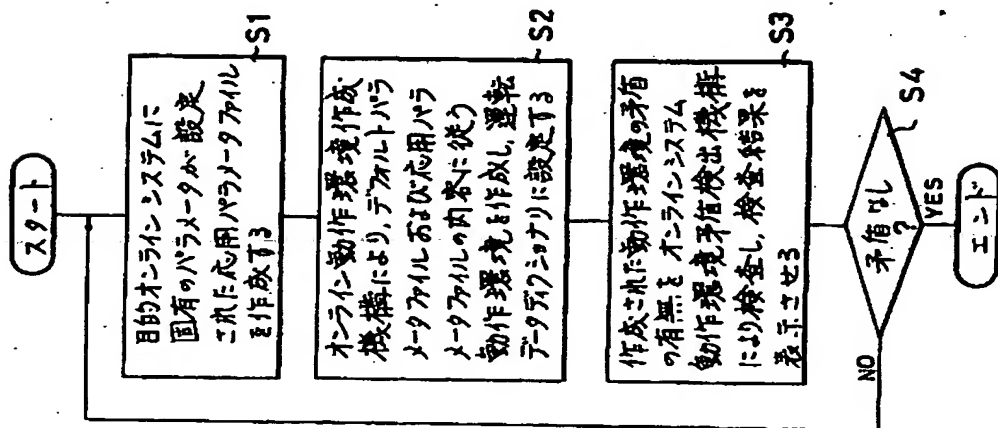 スタート
目的オンラインシステムに
固有のパラメータが設定
された応用パラメータファイル
を作成する
S1
オンライン動作環境作成
機構により,デフォルトパラ
メータファイルおよび応用パラ
メータファイルの内容に従う
動作環境を作成し,運転
データディクショナリに設定する
S2
作成された動作環境の矛盾
の有無をオンラインシステム
動作環境矛盾検出機構
により検査し,検査結果を
表示させる
S3
矛盾なし
?
S4
NO
YES
エンド